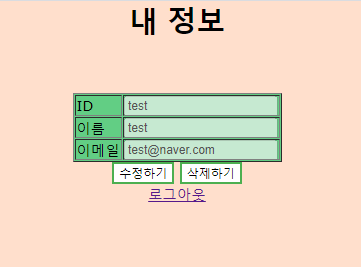 내 정보
ID test
이름 test
이메일 test@naver.com
수정하기 삭제하기
로그아웃